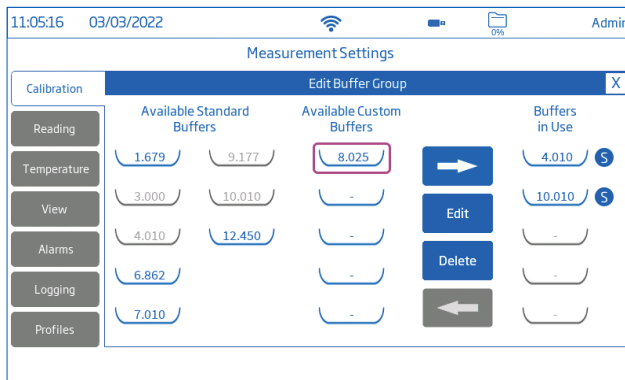 11:05:16 03/03/2022 0% Admin
Measurement Settings
Calibration
Edit Buffer Group
X
Reading
Temperature
View
Alarms
Logging
Profiles
Available Standard
Buffers
Available Custom
Buffers
Buffers
in Use
1.679 9.177 8.025 4.010 S
3.000 10.010 - Edit 10.010 S
4.010 12.450 - Delete -
6.862 - -
7.010 - -